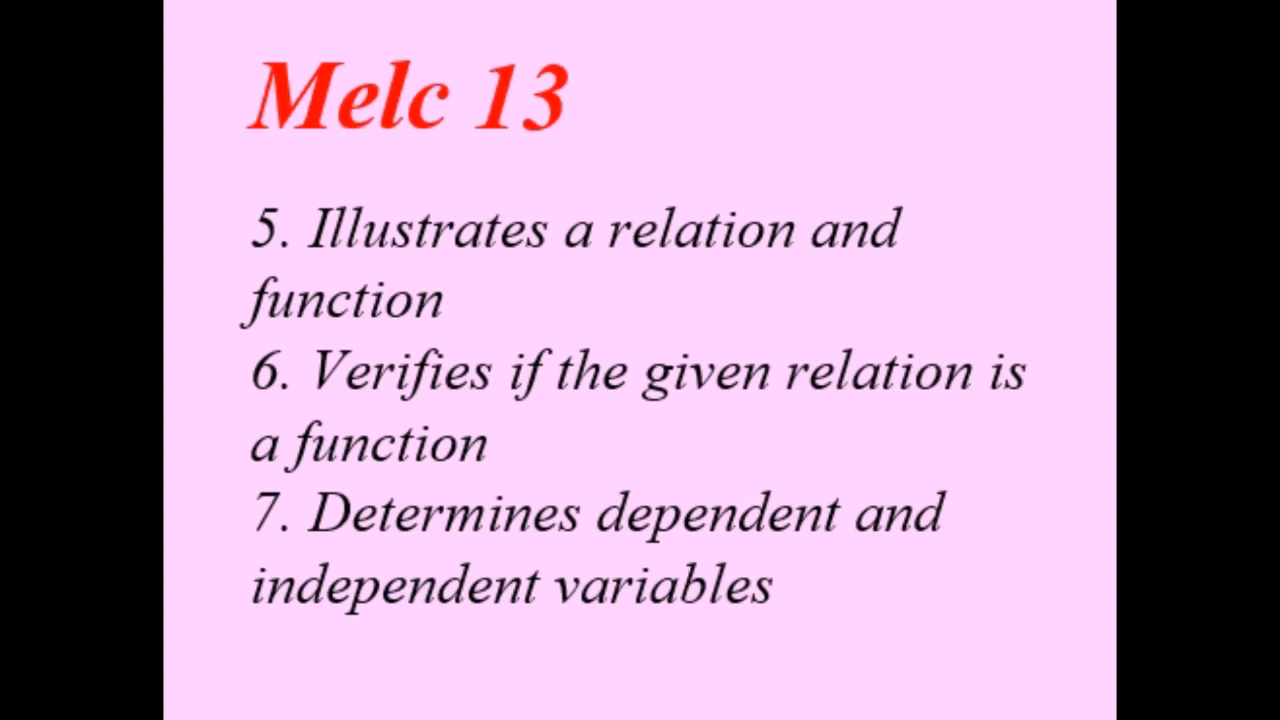 Melc 13
5. Illustrates a relation and
function
6. Verifies if the given relation is
a function
7. Determines dependent and
independent variables